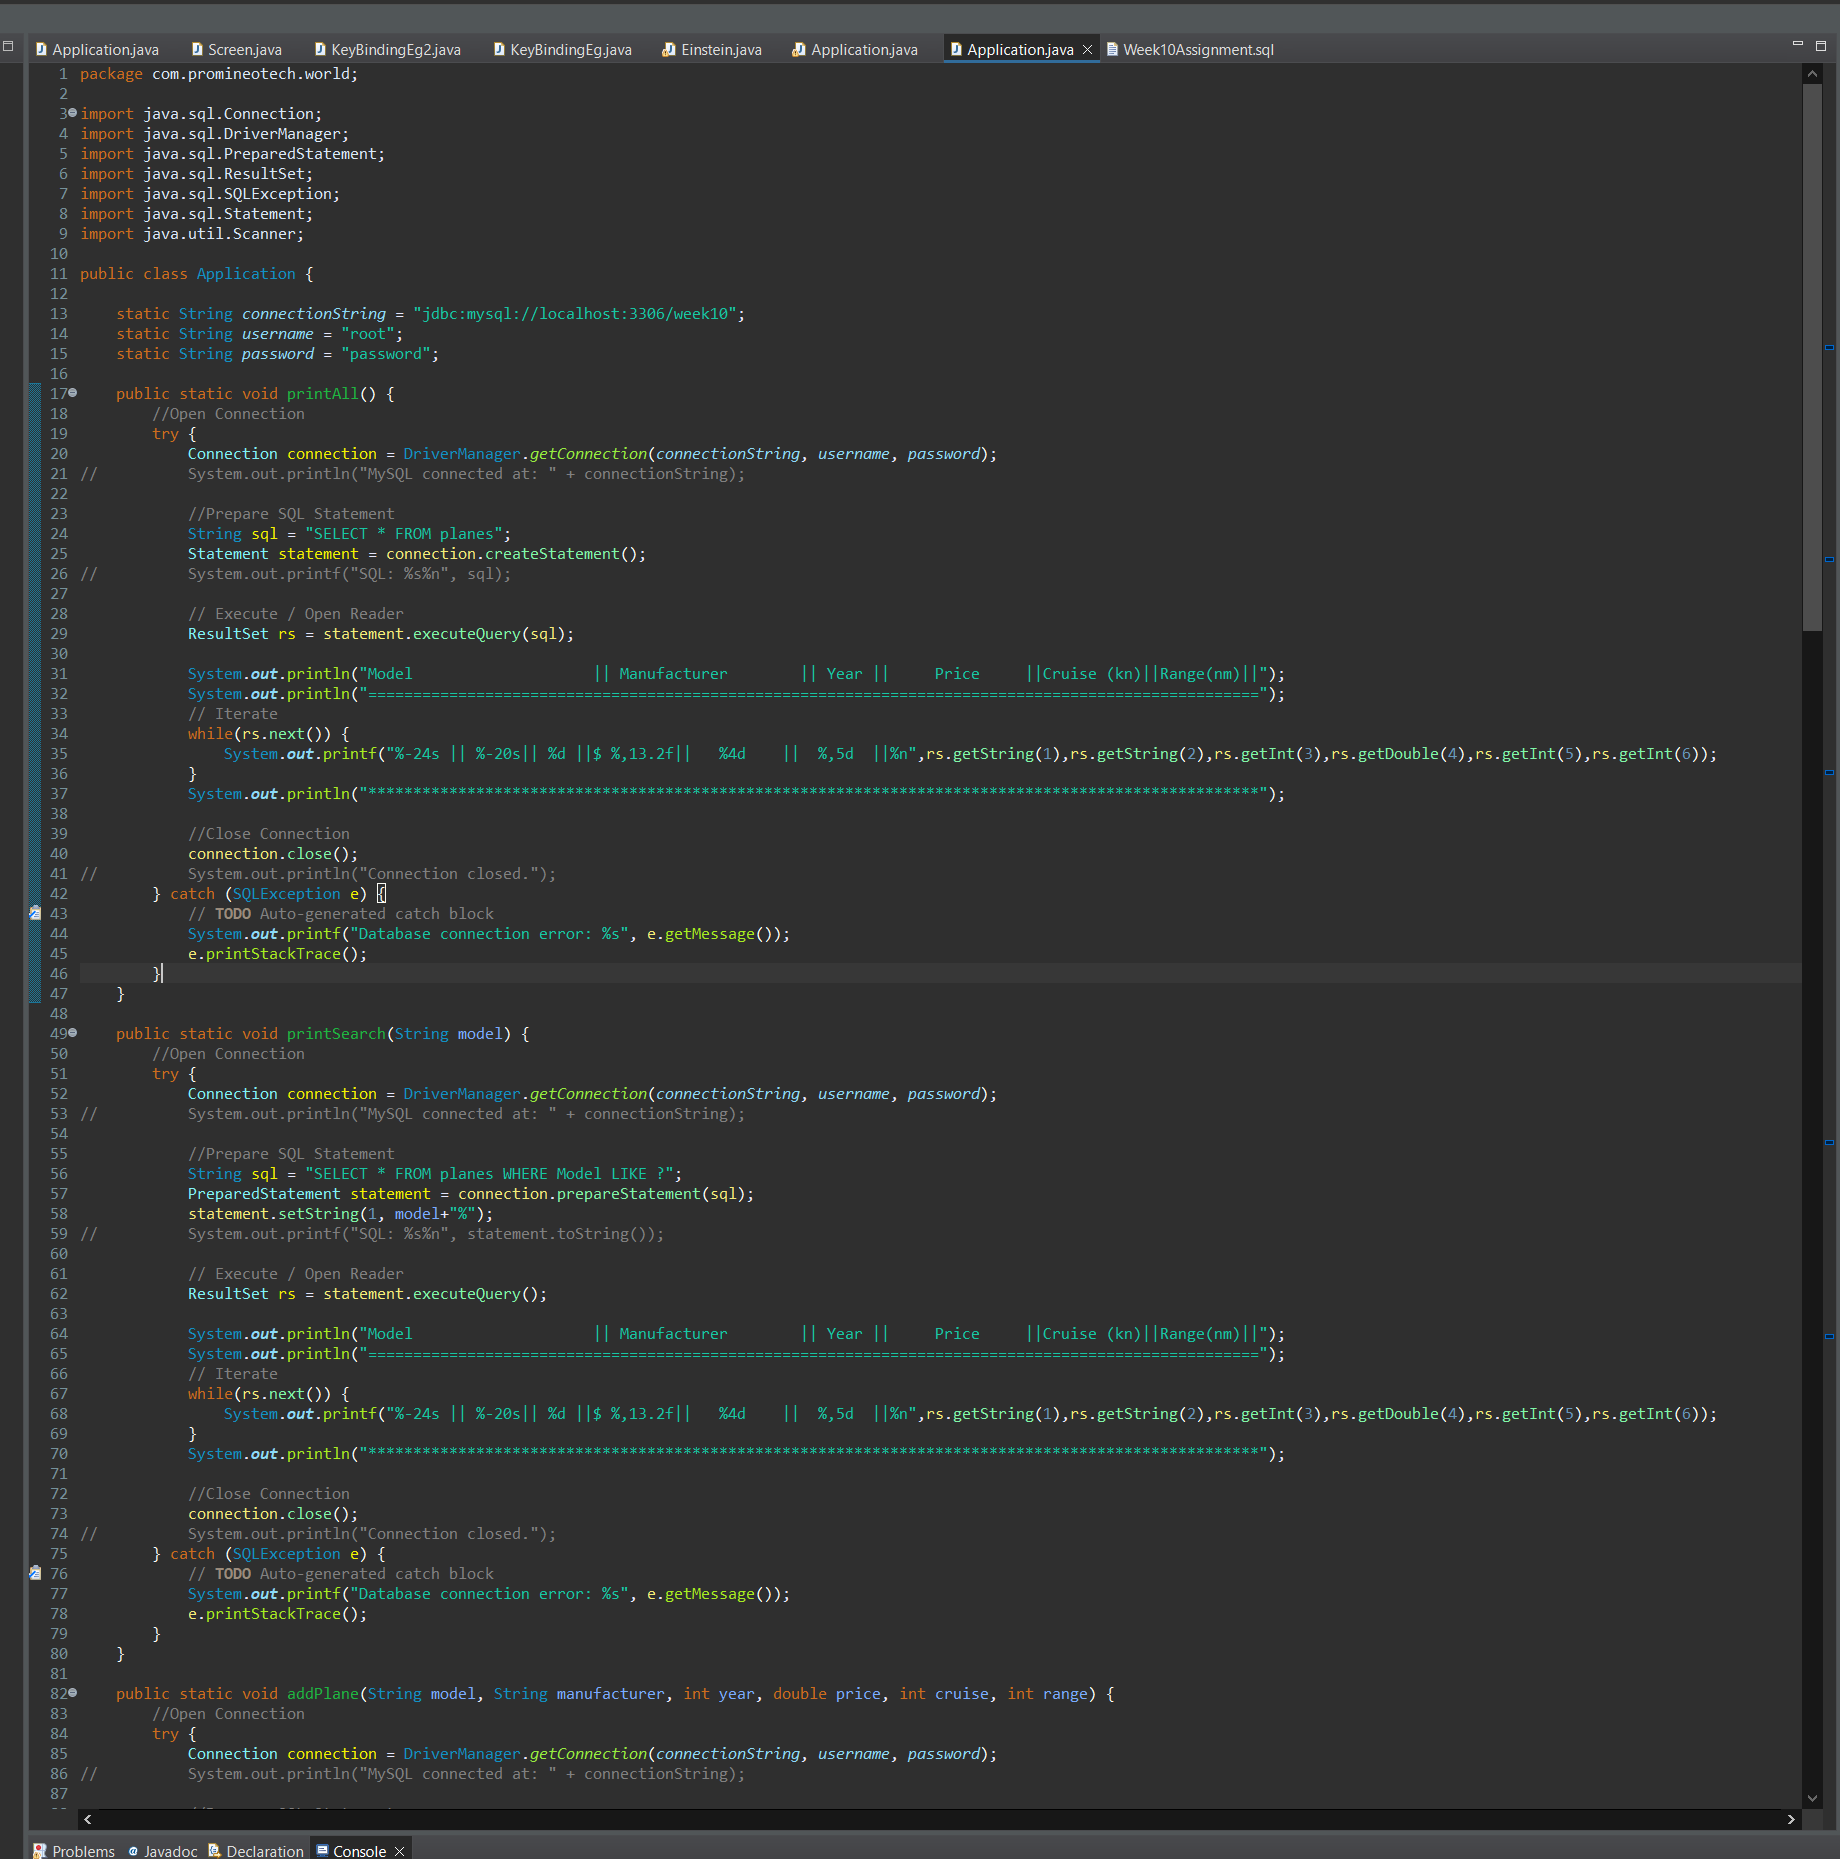 Application.java Screen.java KeyBindingEg2.java KeyBindingEg.java Einstein.java Application.java Application.java Week10Assignment.sql
1 package com.promineotech.world;
2
3 import java.sql.Connection;
4 import java.sql.DriverManager;
5 import java.sql.PreparedStatement;
6 import java.sql.ResultSet;
7 import java.sql.SQLException;
8 import java.sql.Statement;
9 import java.util.Scanner;
10
11 public class Application {
12
13     static String connectionString = "jdbc:mysql://localhost:3306/week10";
14     static String username = "root";
15     static String password = "password";
16
17     public static void printAll() {
18         //Open Connection
19         try {
20             Connection connection = DriverManager.getConnection(connectionString, username, password);
21 //          System.out.println("MySQL connected at: " + connectionString);
22
23             //Prepare SQL Statement
24             String sql = "SELECT * FROM planes";
25             Statement statement = connection.createStatement();
26 //          System.out.printf("SQL: %s%n", sql);
27
28             // Execute / Open Reader
29             ResultSet rs = statement.executeQuery(sql);
30
31             System.out.println("Model                    || Manufacturer        || Year ||     Price     ||Cruise (kn)||Range(nm)||");
32             System.out.println("===================================================================================================");
33             // Iterate
34             while(rs.next()) {
35                 System.out.printf("%-24s || %-20s|| %d ||$ %,13.2f||   %4d    ||  %,5d  ||%n",rs.getString(1),rs.getString(2),rs.getInt(3),rs.getDouble(4),rs.getInt(5),rs.getInt(6));
36             }
37             System.out.println("***************************************************************************************************");
38
39             //Close Connection
40             connection.close();
41 //          System.out.println("Connection closed.");
42         } catch (SQLException e) {
43             // TODO Auto-generated catch block
44             System.out.printf("Database connection error: %s", e.getMessage());
45             e.printStackTrace();
46         }
47     }
48
49     public static void printSearch(String model) {
50         //Open Connection
51         try {
52             Connection connection = DriverManager.getConnection(connectionString, username, password);
53 //          System.out.println("MySQL connected at: " + connectionString);
54
55             //Prepare SQL Statement
56             String sql = "SELECT * FROM planes WHERE Model LIKE ?";
57             PreparedStatement statement = connection.prepareStatement(sql);
58             statement.setString(1, model+"%");
59 //          System.out.printf("SQL: %s%n", statement.toString());
60
61             // Execute / Open Reader
62             ResultSet rs = statement.executeQuery();
63
64             System.out.println("Model                    || Manufacturer        || Year ||     Price     ||Cruise (kn)||Range(nm)||");
65             System.out.println("===================================================================================================");
66             // Iterate
67             while(rs.next()) {
68                 System.out.printf("%-24s || %-20s|| %d ||$ %,13.2f||   %4d    ||  %,5d  ||%n",rs.getString(1),rs.getString(2),rs.getInt(3),rs.getDouble(4),rs.getInt(5),rs.getInt(6));
69             }
70             System.out.println("***************************************************************************************************");
71
72             //Close Connection
73             connection.close();
74 //          System.out.println("Connection closed.");
75         } catch (SQLException e) {
76             // TODO Auto-generated catch block
77             System.out.printf("Database connection error: %s", e.getMessage());
78             e.printStackTrace();
79         }
80     }
81
82     public static void addPlane(String model, String manufacturer, int year, double price, int cruise, int range) {
83         //Open Connection
84         try {
85             Connection connection = DriverManager.getConnection(connectionString, username, password);
86 //          System.out.println("MySQL connected at: " + connectionString);
87
Problems Javadoc Declaration Console